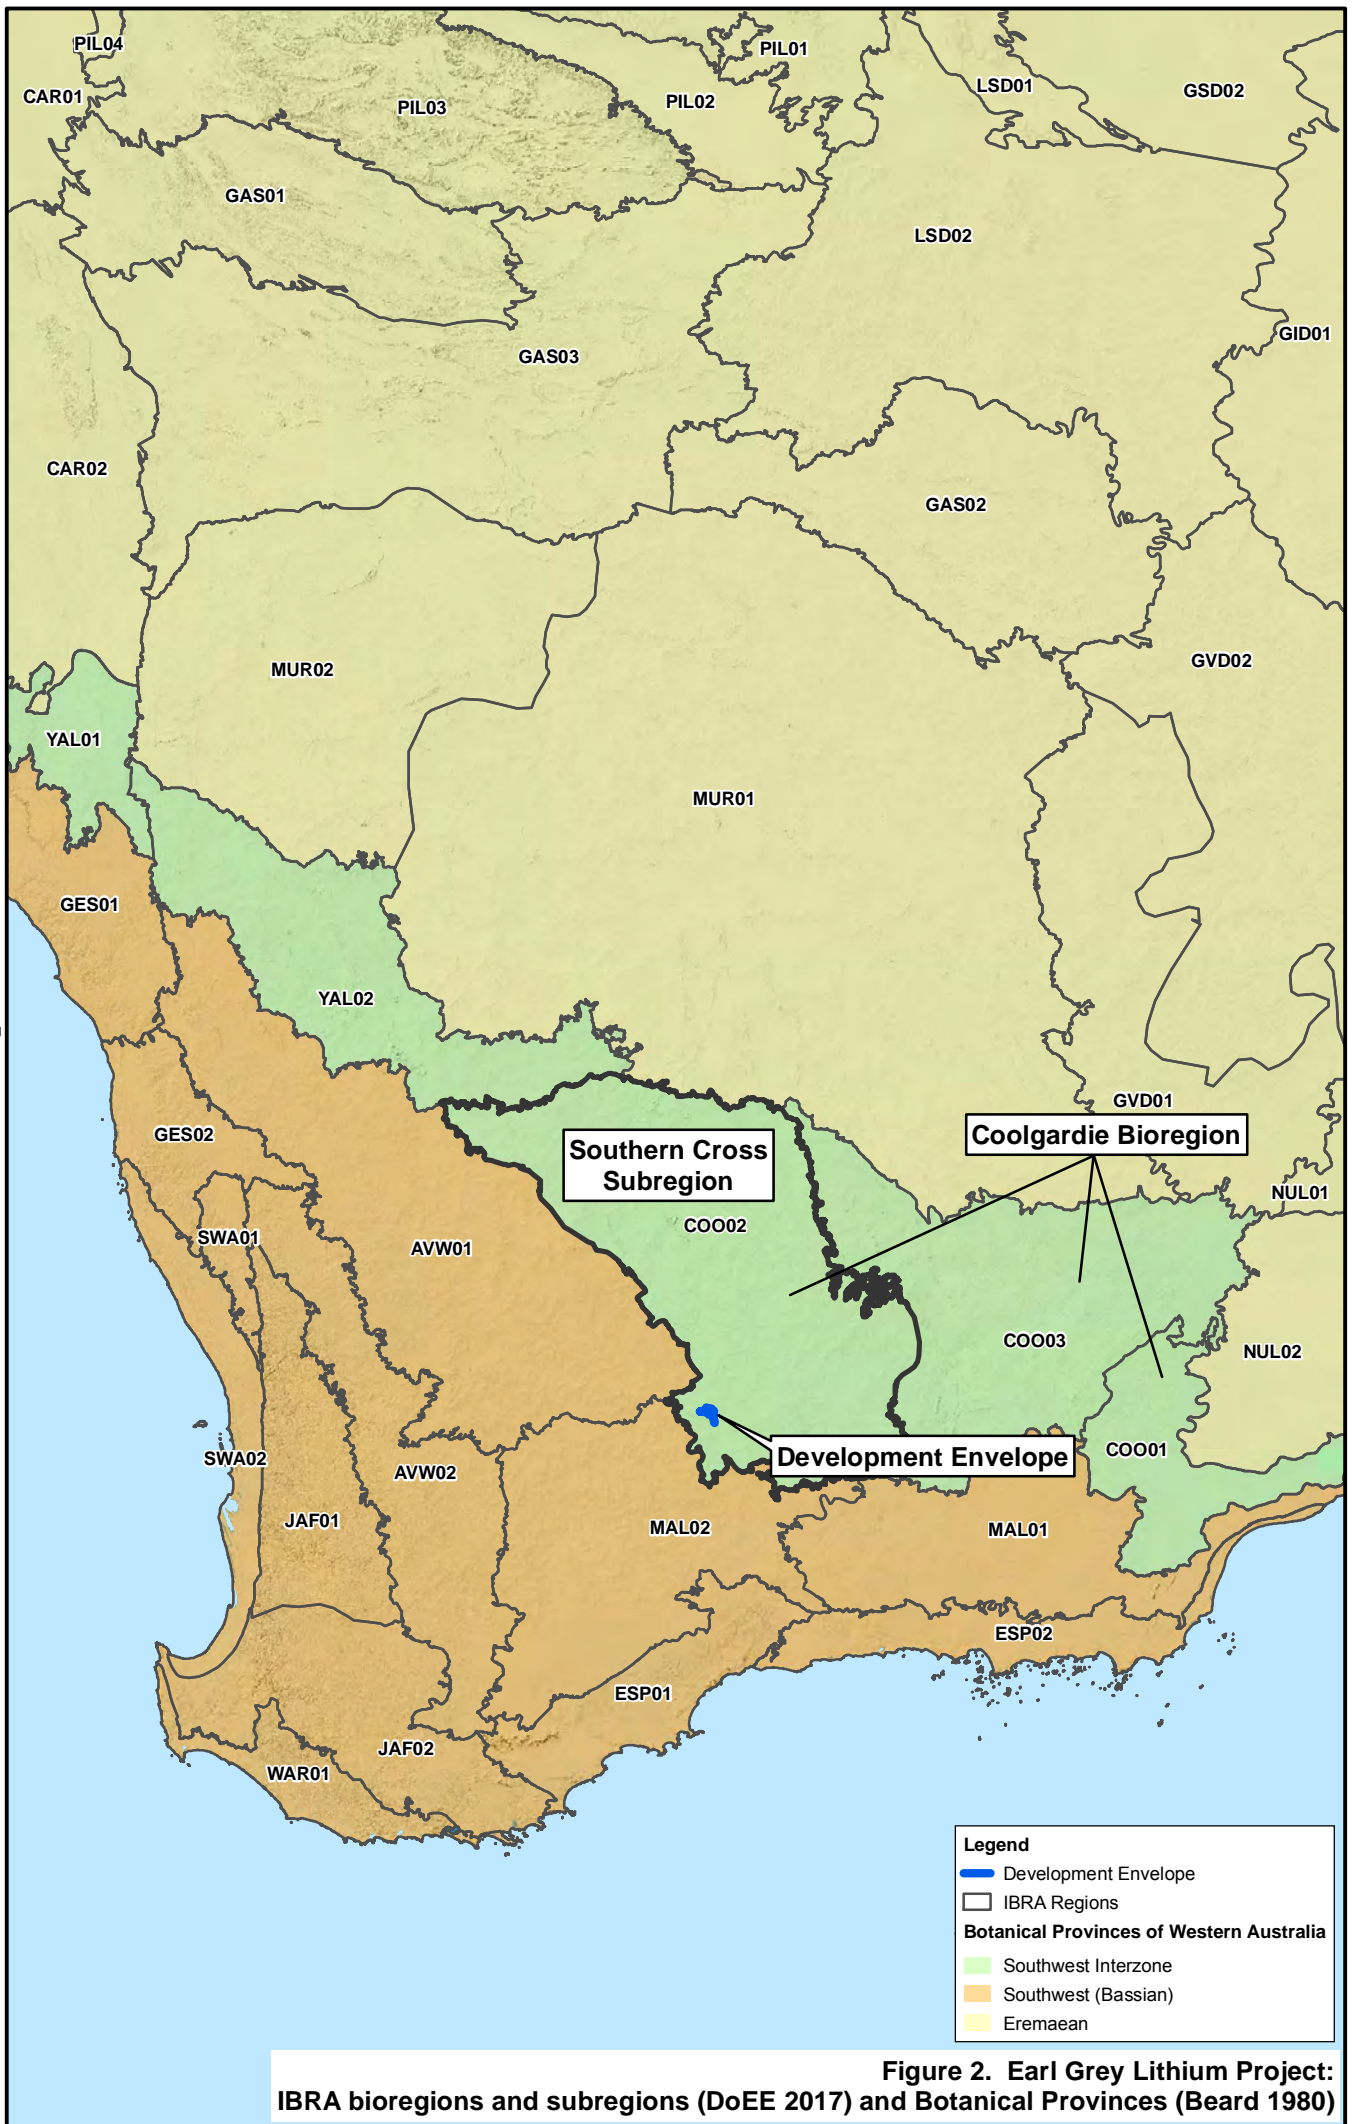 PIL04
PIL01
CAR01
PIL03
PIL02
LSD01
GSD02
GAS01
LSD02
GID01
GAS03
CAR02
GAS02
MUR02
GVD02
YAL01
MUR01
GES01
YAL02
GVD01
Coolgardie Bioregion
GES02
Southern Cross
Subregion
NUL01
COO02
SWA01
AVW01
COO03
NUL02
Development Envelope
COO01
SWA02
AVW02
JAF01
MAL02
MAL01
ESP02
ESP01
JAF02
WAR01
Legend
Development Envelope
IBRA Regions
Botanical Provinces of Western Australia
Southwest Interzone
Southwest (Bassian)
Eremaean
Figure 2. Earl Grey Lithium Project:
IBRA bioregions and subregions (DoEE 2017) and Botanical Provinces (Beard 1980)